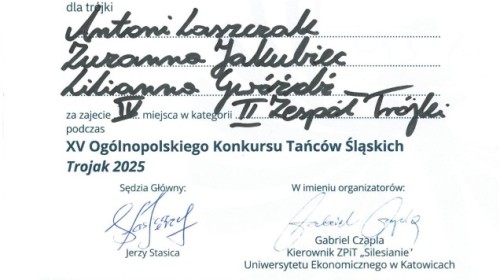 dla trójki
Antoni Laszczak
Zuzanna Jakubiec
Lilianna Gwóźdź
za zajęcie IV miejsca w kategorii II Zespół Trójki
podczas
XV Ogólnopolskiego Konkursu Tańców Śląskich
Trojak 2025
Sędzia Główny:
W imieniu organizatorów:
Jerzy Stasica
Gabriel Czapla
Kierownik ZPiT „Silesianie"
Uniwersytetu Ekonomicznego w Katowicach